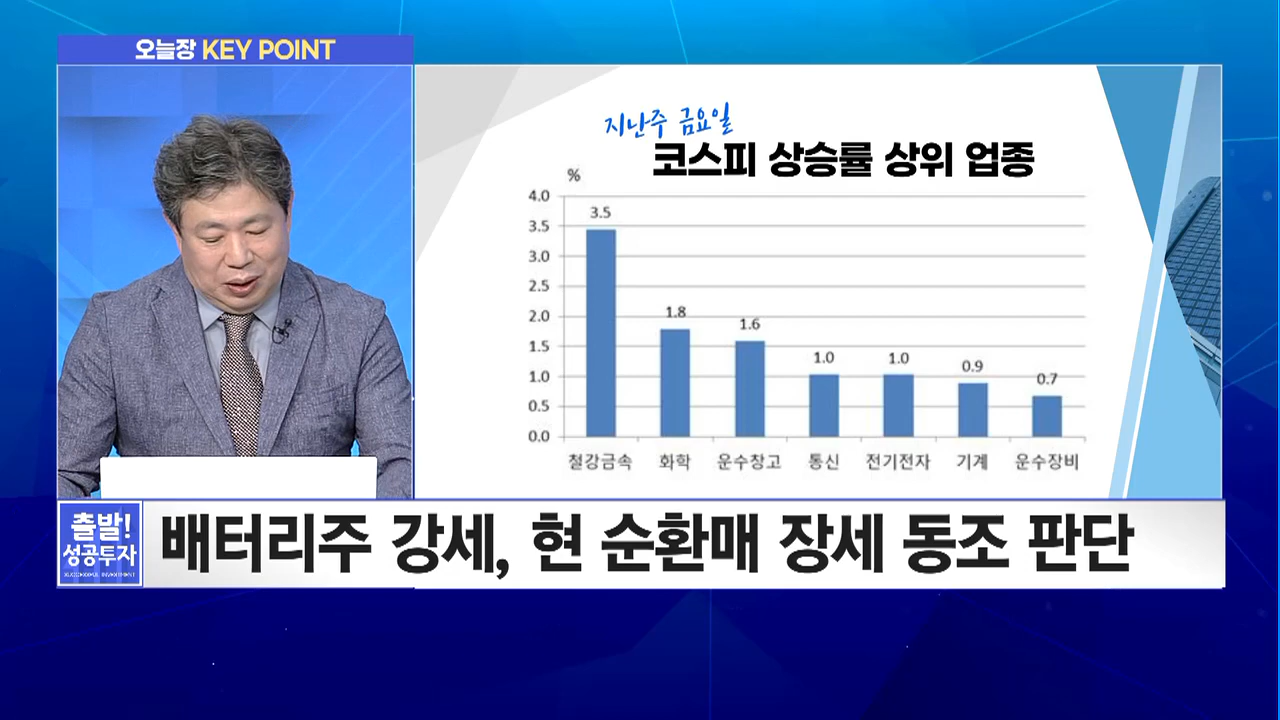 오늘장 KEY POINT
지난주 금요일
코스피 상승률 상위 업종
%
4.0
3.5
3.0
2.5
2.0
1.5
1.0
0.5
0.0
3.5
1.8
1.6
1.0
1.0
0.9
0.7
철강금속 화학 운수창고 통신 전기전자 기계 운수장비
출발!
성공투자
SUCCESSFUL INVESTMENT
배터리주 강세, 현 순환매 장세 동조 판단